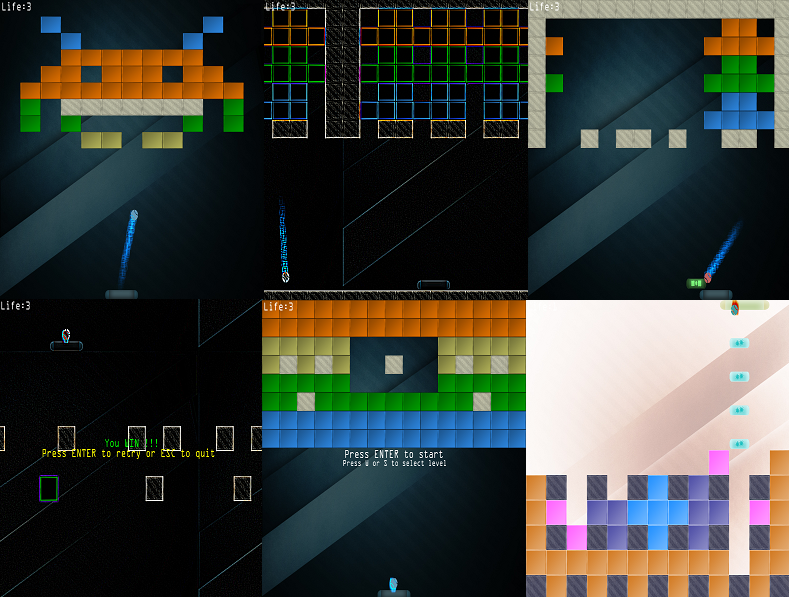 Life:3
Life:3
Life:3
Life:3
You WIN !!!
Press ENTER to retry or ESC to quit
Life:3
Press ENTER to start
Press W or S to select level